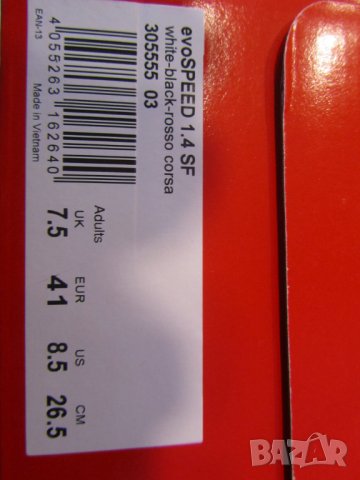 evoSPEED 1.4 SF
white-black-rosso corsa
305555 03
4 055263 162640
EAN-13
Made in Vietnam
Adults
UK EUR US CM
7.5 41 8.5 26.5
BAZAR